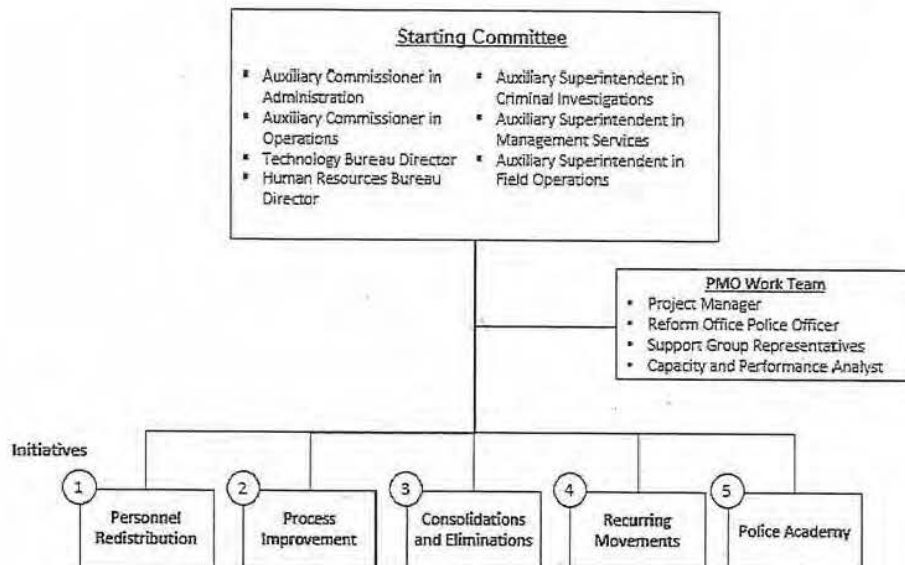 Starting Committee
▪ Auxiliary Commissioner in
Administration
▪ Auxiliary Commissioner in
Operations
▪ Technology Bureau Director
▪ Human Resources Bureau
Director
▪ Auxiliary Superintendent in
Criminal Investigations
▪ Auxiliary Superintendent in
Management Services
▪ Auxiliary Superintendent in
Field Operations
PMO Work Team
▪ Project Manager
▪ Reform Office Police Officer
▪ Support Group Representatives
▪ Capacity and Performance Analyst
Initiatives
1
Personnel
Redistribution
2
Process
Improvement
3
Consolidations
and Eliminations
4
Recurring
Movements
5
Police Academy